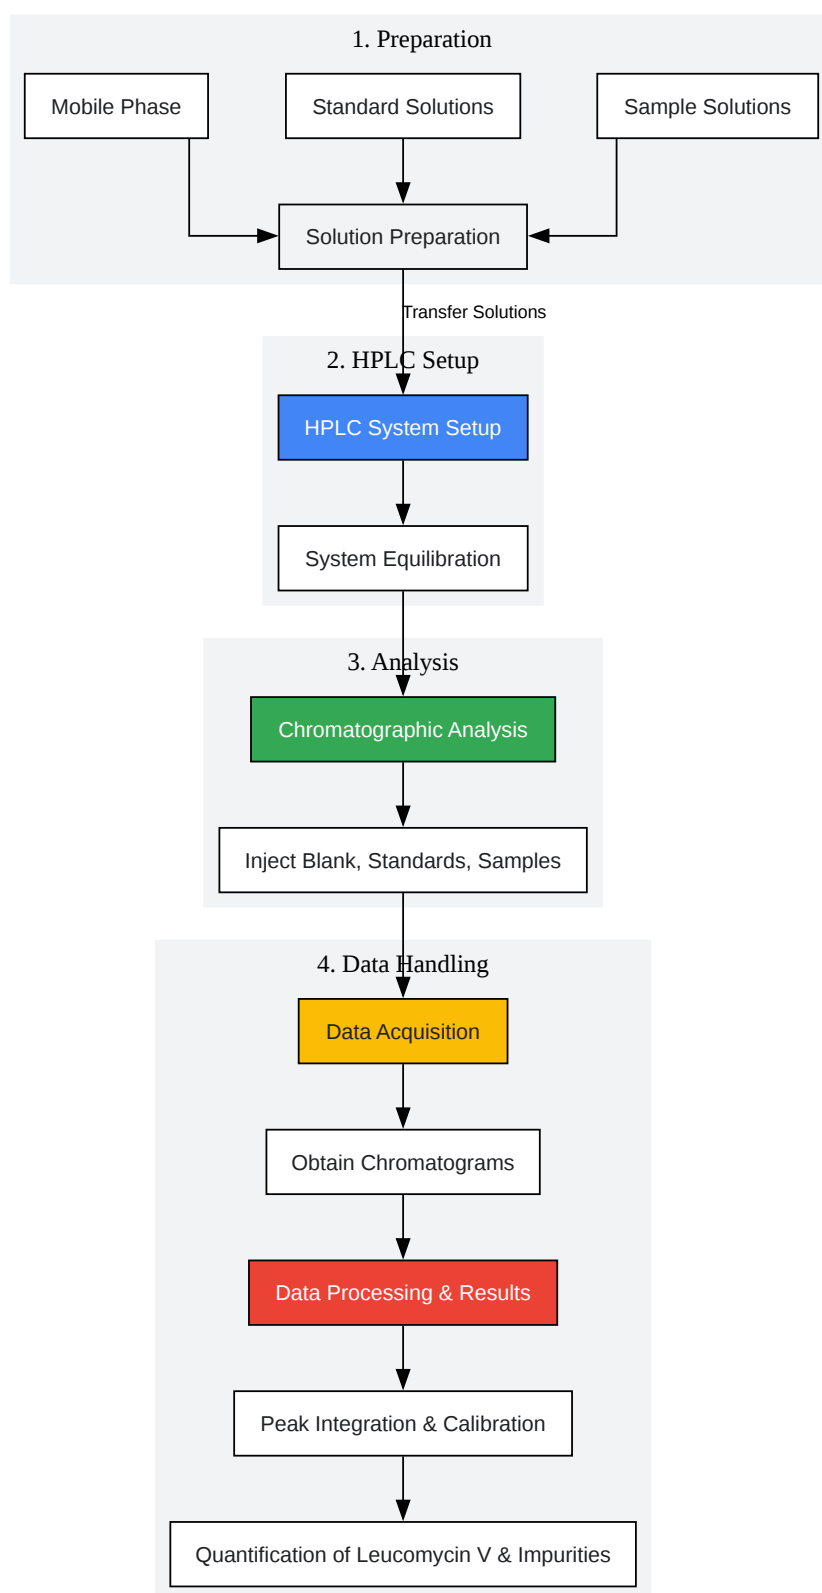 1. Preparation
Mobile Phase
Standard Solutions
Sample Solutions
Solution Preparation
Transfer Solutions
2. HPLC Setup
HPLC System Setup
System Equilibration
3. Analysis
Chromatographic Analysis
Inject Blank, Standards, Samples
4. Data Handling
Data Acquisition
Obtain Chromatograms
Data Processing & Results
Peak Integration & Calibration
Quantification of Leucomycin V & Impurities